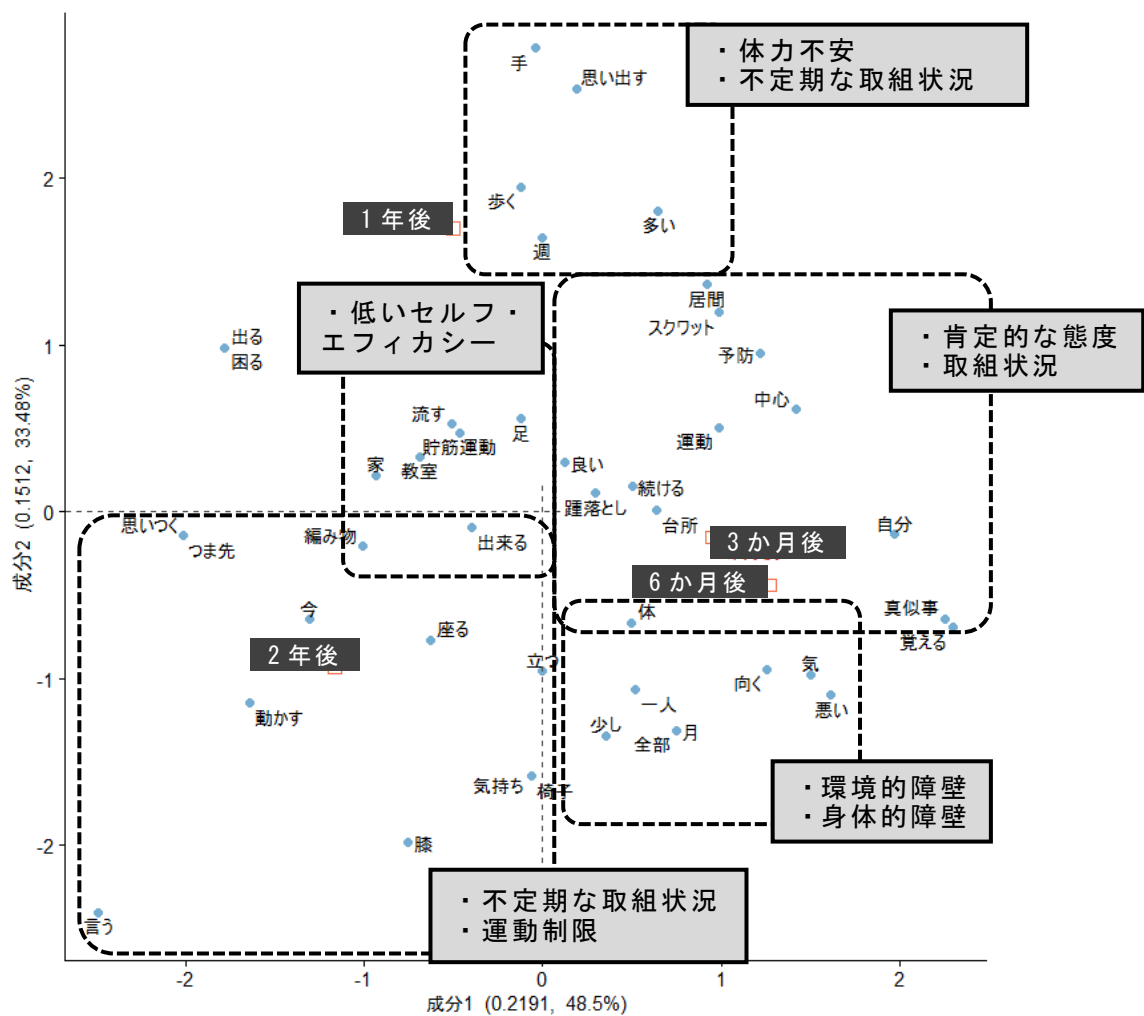 ・体力不安
・不定期な取組状況
手
思い出す
歩く
多い
1年後
週
居間
・低いセルフ・
エフィカシー
スクワット
・肯定的な態度
・取組状況
出る
困る
予防
中心
流す
足
運動
貯筋運動
家
教室
良い
続ける
踵落とし
台所
自分
思いつく
つま先
編み物
出来る
3か月後
6か月後
今
座る
体
真似事
覚える
2年後
立つ
気
向く
悪い
動かす
一人
少し
全部
月
気持ち
椅子
・環境的障壁
・身体的障壁
膝
言う
・不定期な取組状況
・運動制限
2
1
0
-1
-2
成分2 (0.1512, 33.48%)
-2
-1
0
1
2
成分1 (0.2191, 48.5%)